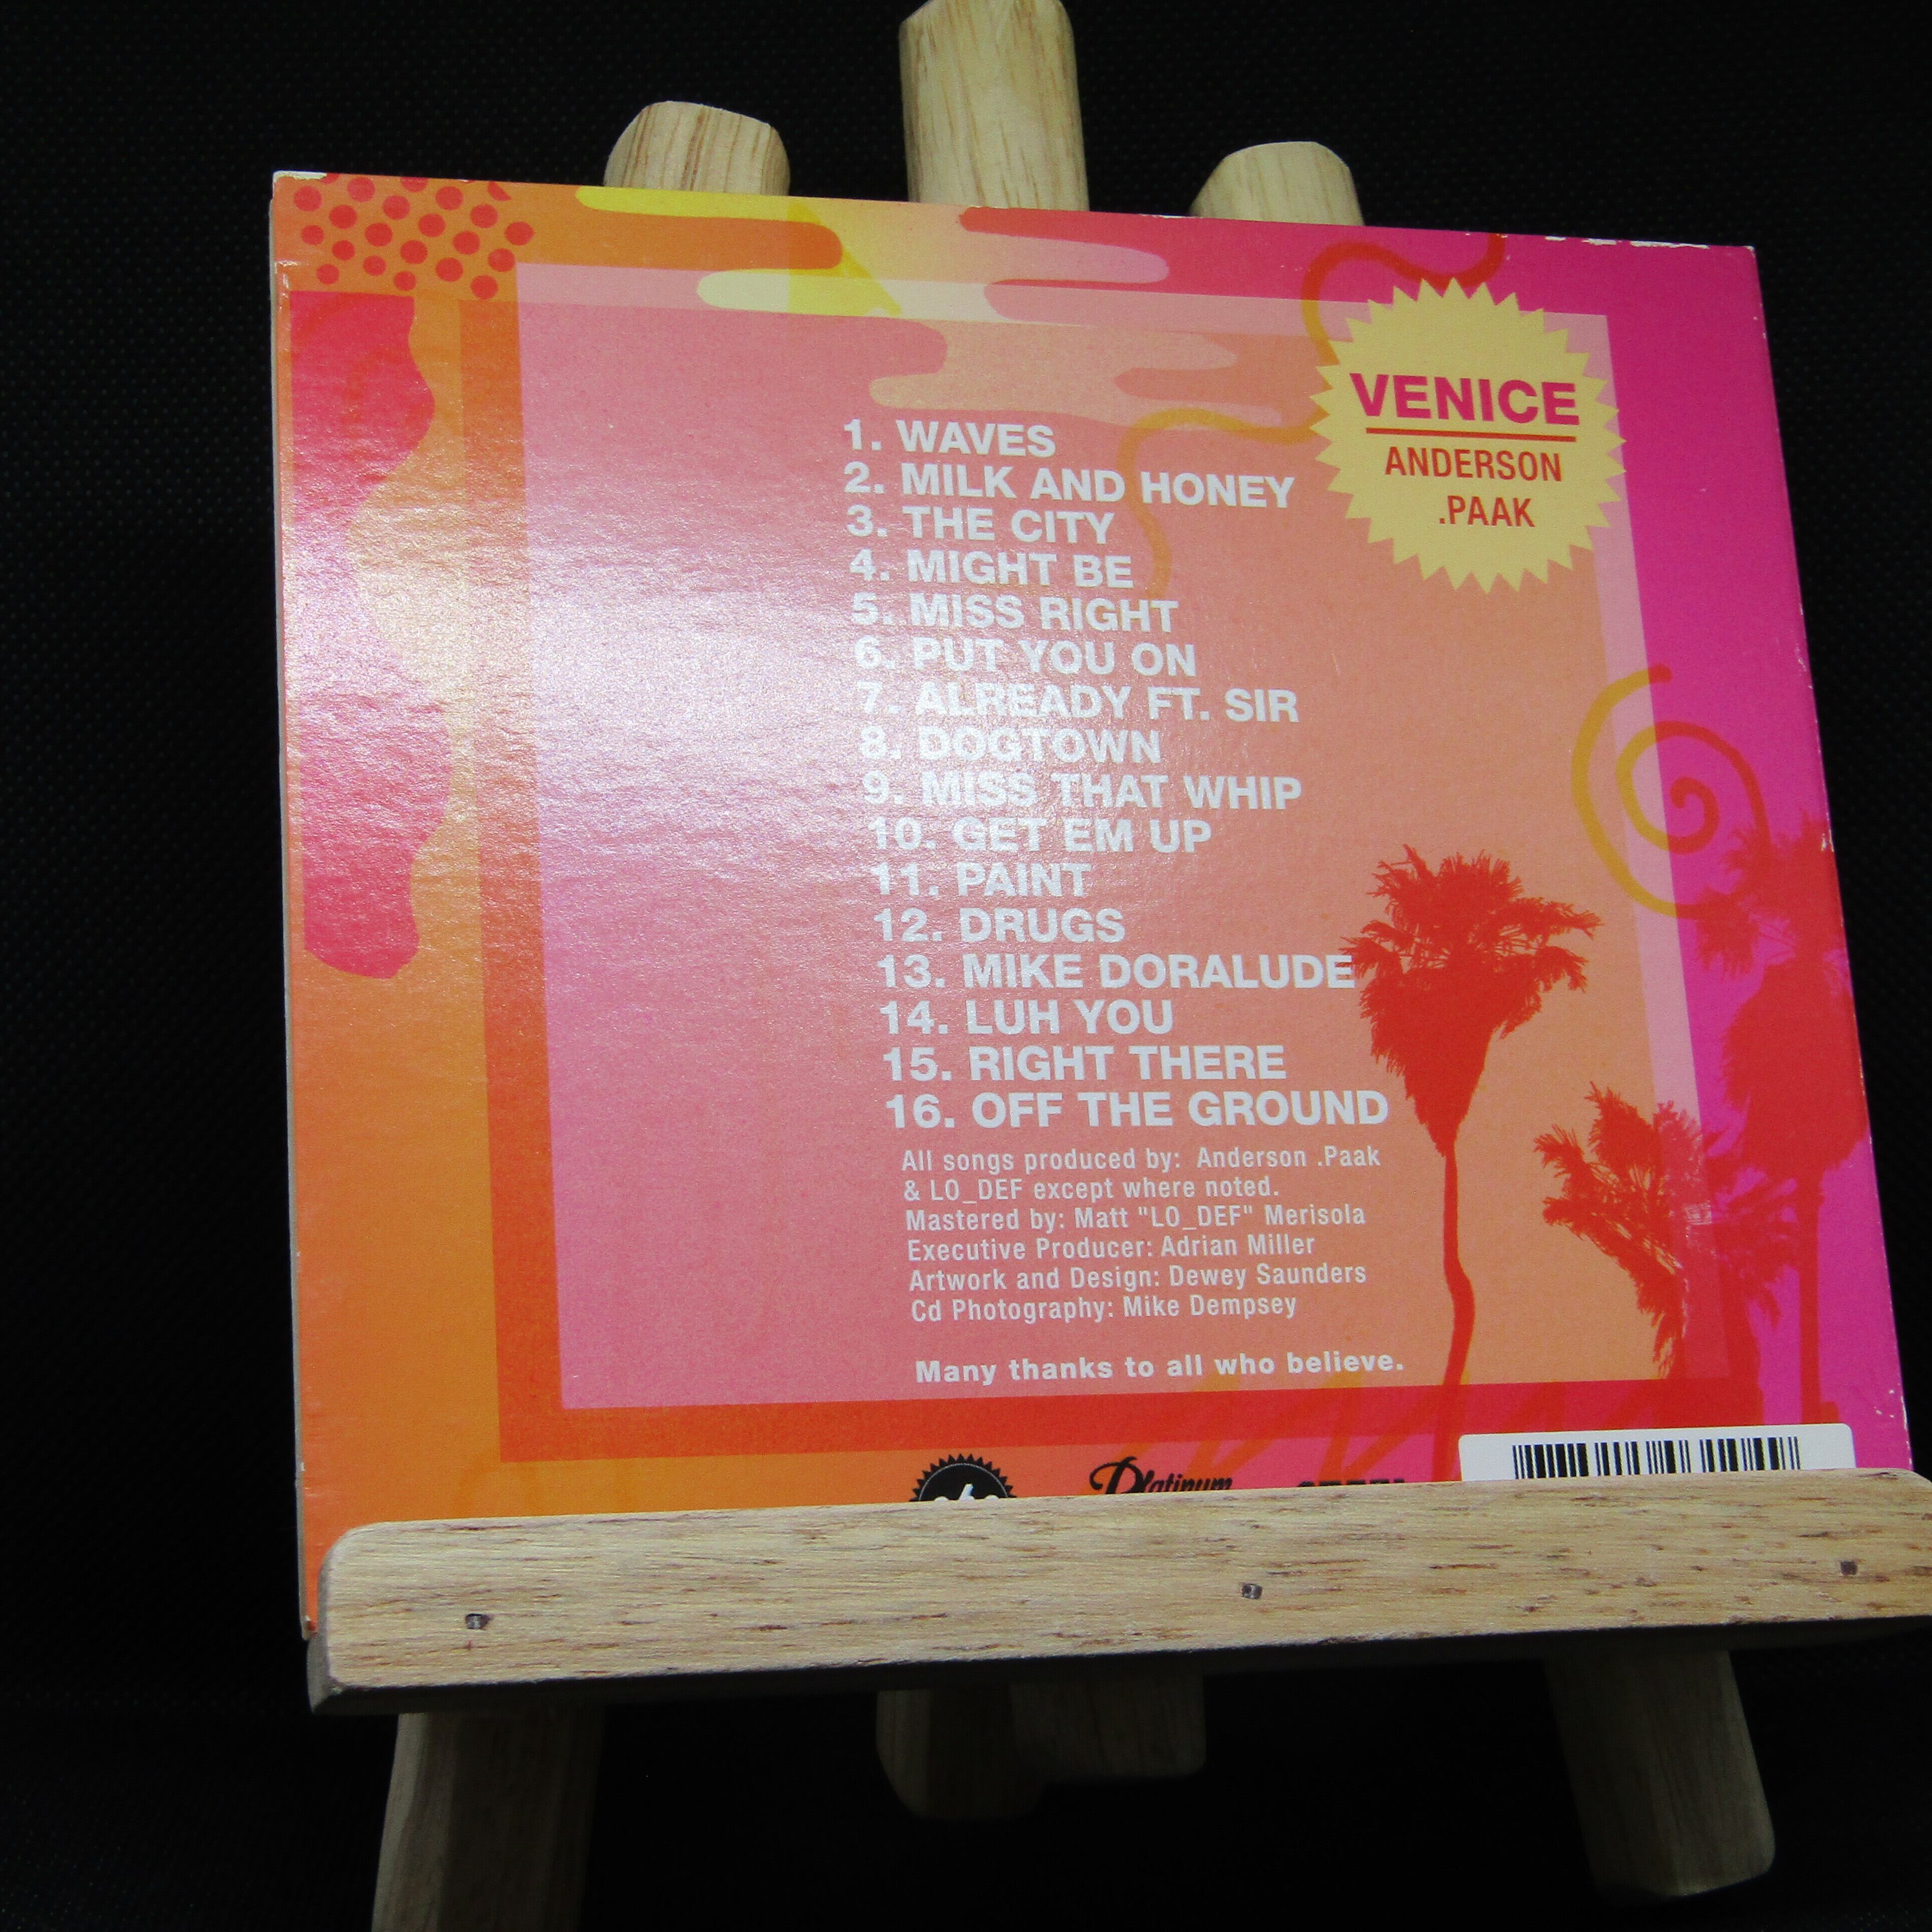 VENICE
ANDERSON
.PAAK
1. WAVES
2. MILK AND HONEY
3. THE CITY
4. MIGHT BE
5. MISS RIGHT
6. PUT YOU ON
7. ALREADY FT. SIR
8. DOGTOWN
9. MISS THAT WHIP
10. GET EM UP
11. PAINT
12. DRUGS
13. MIKE DORALUDE
14. LUH YOU
15. RIGHT THERE
16. OFF THE GROUND
All songs produced by: Anderson .Paak
& LO_DEF except where noted.
Mastered by: Matt "LO_DEF" Merisola
Executive Producer: Adrian Miller
Artwork and Design: Dewey Saunders
Cd Photography: Mike Dempsey
Many thanks to all who believe.
Platinum